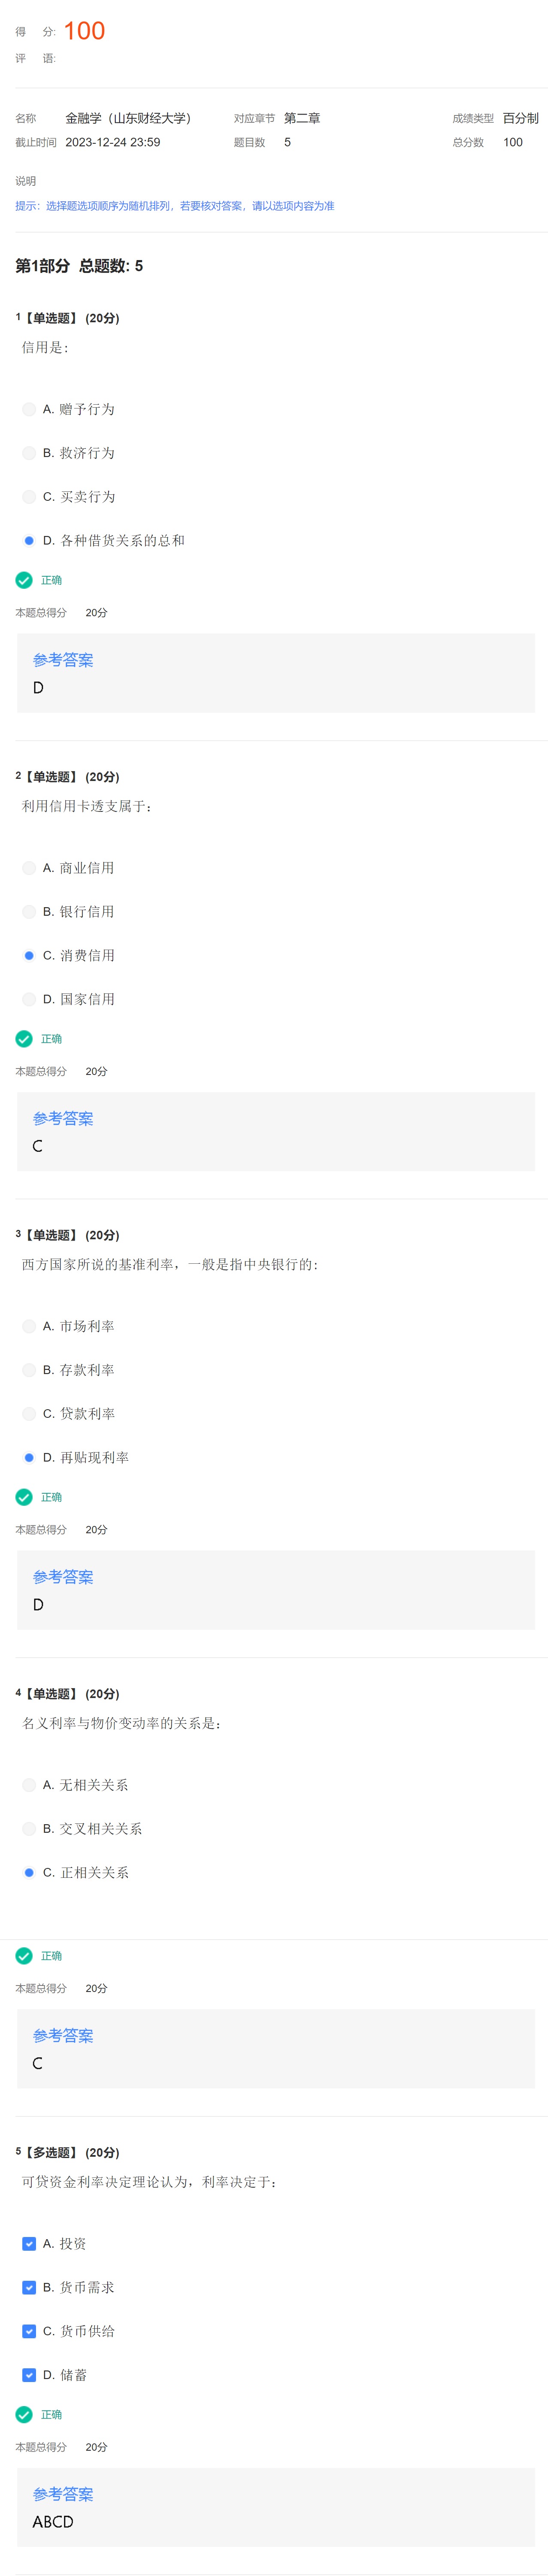 得 分: 100
评 语:
名称 金融学（山东财经大学） 对应章节 第二章 成绩类型 百分制
截止时间 2023-12-24 23:59 题目数 5 总分数 100
说明
提示：选择题选项顺序为随机排列，若要核对答案，请以选项内容为准
第1部分 总题数: 5
1【单选题】 (20分)
信用是：
A. 赠予行为
B. 救济行为
C. 买卖行为
D. 各种借货关系的总和
正确
本题总得分 20分
参考答案
D
2【单选题】 (20分)
利用信用卡透支属于：
A. 商业信用
B. 银行信用
C. 消费信用
D. 国家信用
正确
本题总得分 20分
参考答案
C
3【单选题】 (20分)
西方国家所说的基准利率，一般是指中央银行的：
A. 市场利率
B. 存款利率
C. 贷款利率
D. 再贴现利率
正确
本题总得分 20分
参考答案
D
4【单选题】 (20分)
名义利率与物价变动率的关系是：
A. 无相关关系
B. 交叉相关关系
C. 正相关关系
正确
本题总得分 20分
参考答案
C
5【多选题】 (20分)
可贷资金利率决定理论认为，利率决定于：
A. 投资
B. 货币需求
C. 货币供给
D. 储蓄
正确
本题总得分 20分
参考答案
ABCD